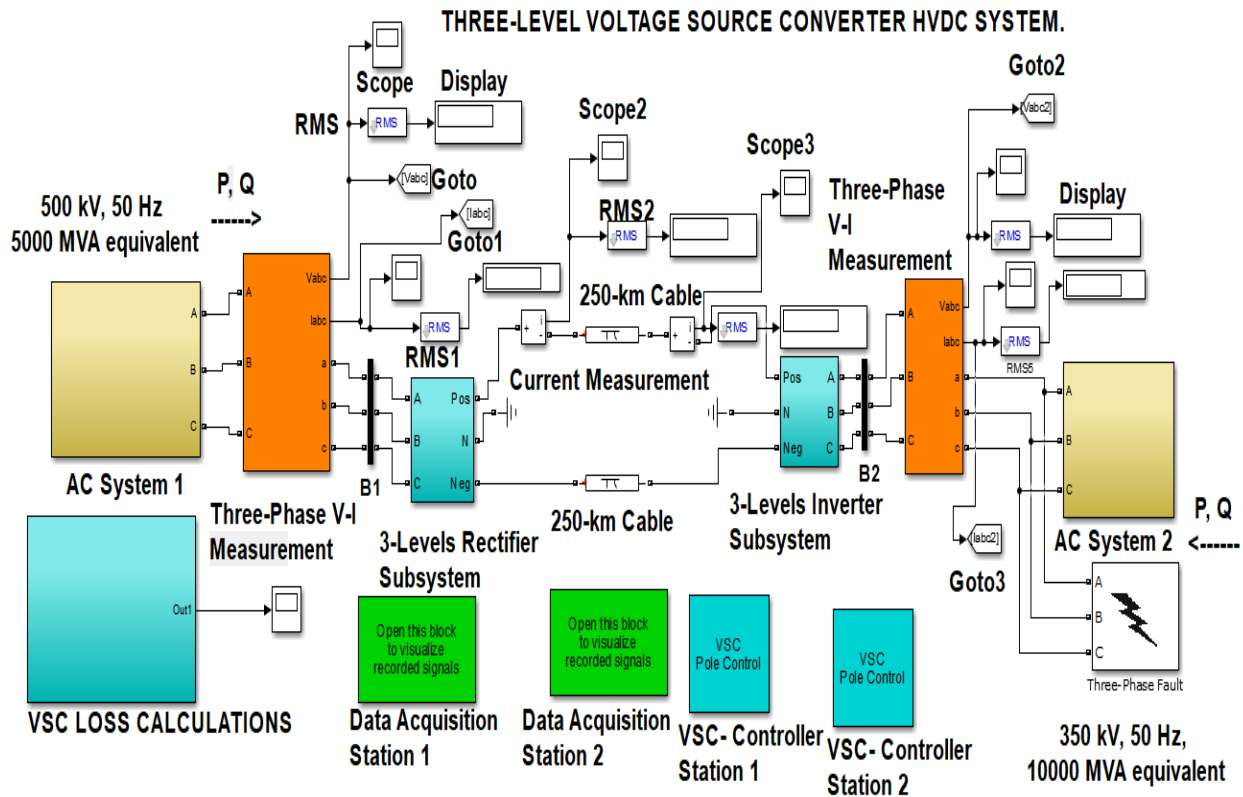 THREE-LEVEL VOLTAGE SOURCE CONVERTER HVDC SYSTEM.
Scope
Display
RMS
RMS
[Vabc]
Goto
P, Q
------>
500 kV, 50 Hz
5000 MVA equivalent
[Iabc]
Goto1
Scope2
RMS2
RMS
Scope3
Goto2
[Vabc2]
Three-Phase
V-I
Measurement
Display
RMS
A
B
C
AC System 1
A
B
C
Vabc
Iabc
a
b
c
Three-Phase V-I
Measurement
B1
RMS
RMS1
A
B
C
Pos
N
Neg
3-Levels Rectifier
Subsystem
+
i
-
250-km Cable
+
i
-
Current Measurement
RMS
250-km Cable
Pos
N
Neg
A
B
C
3-Levels Inverter
Subsystem
B2
A
B
C
Vabc
Iabc
a
b
c
RMS
RMS5
A
B
C
AC System 2
P, Q
<------
[Iabc2]
Goto3
A
B
C
Three-Phase Fault
350 kV, 50 Hz,
10000 MVA equivalent
Out1
VSC LOSS CALCULATIONS
Open this block
to visualize
recorded signals
Data Acquisition
Station 1
Open this block
to visualize
recorded signals
Data Acquisition
Station 2
VSC
Pole Control
VSC- Controller
Station 1
VSC
Pole Control
VSC- Controller
Station 2